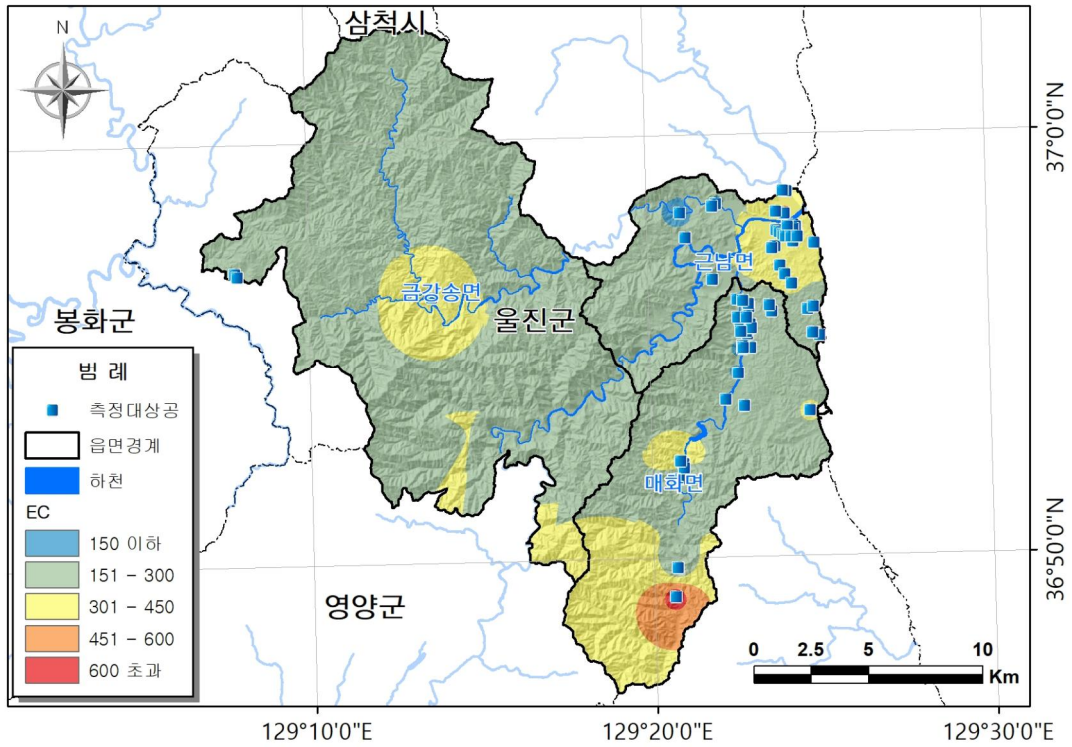 삼척시
N
37°0'0"N
근남면
금강송면
울진군
봉화군
범 례
측정대상공
읍면경계
하천
EC
150 이하
151 - 300
301 - 450
451 - 600
600 초과
매화면
36°50'0"N
영양군
0 2.5 5 10
Km
129°10'0"E 129°20'0"E 129°30'0"E